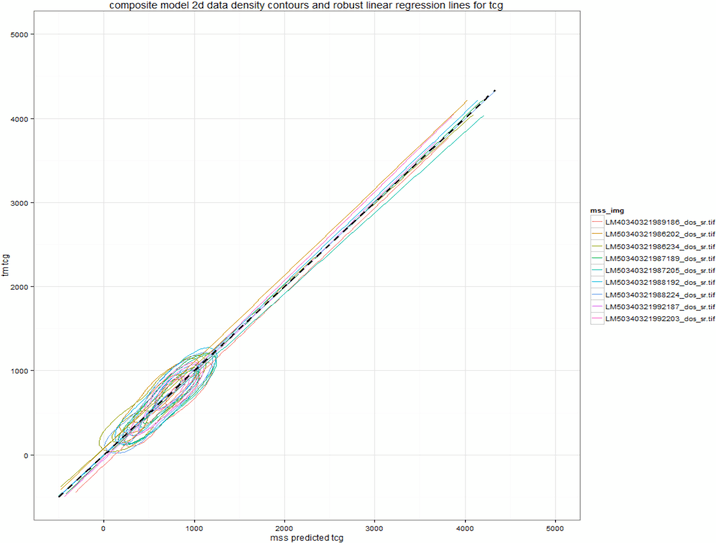 composite model 2d data density contours and robust linear regression lines for tcg
5000
4000
3000
2000
1000
0
tm tcg
0 1000 2000 3000 4000 5000
mss predicted tcg
mss_img
LM40340321989186_dos_sr.tif
LM50340321986202_dos_sr.tif
LM50340321986234_dos_sr.tif
LM50340321987189_dos_sr.tif
LM50340321987205_dos_sr.tif
LM50340321988192_dos_sr.tif
LM50340321988224_dos_sr.tif
LM50340321992187_dos_sr.tif
LM50340321992203_dos_sr.tif